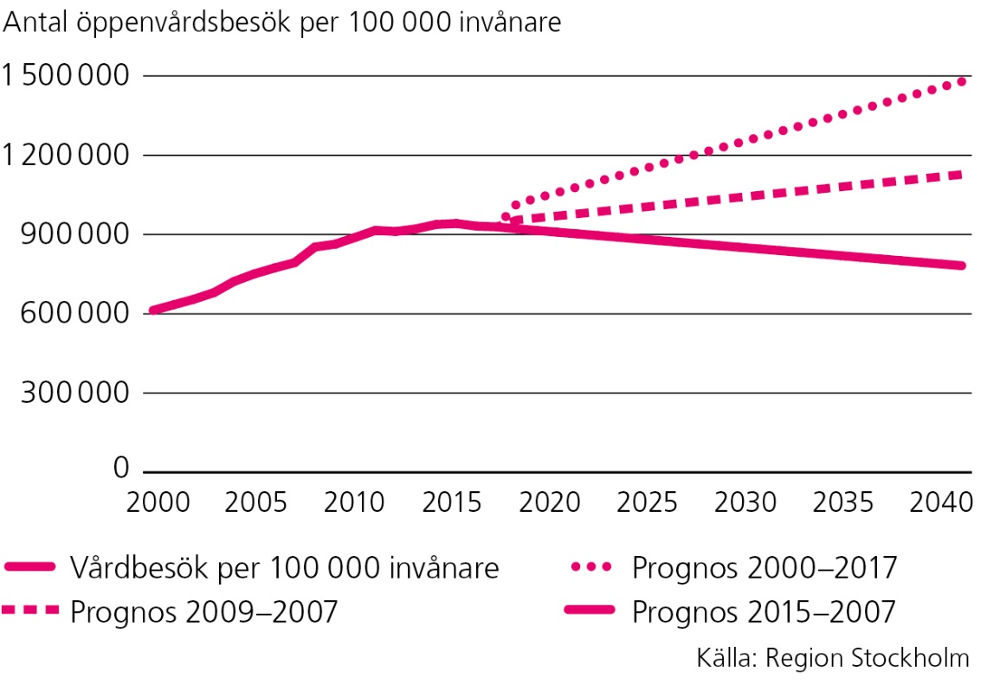 Antal öppenvårdsbesök per 100 000 invånare
1 500 000
1 200 000
900 000
600 000
300 000
0
2000 2005 2010 2015 2020 2025 2030 2035 2040
Vårdbesök per 100 000 invånare
Prognos 2000–2017
Prognos 2009–2007
Prognos 2015–2007
Källa: Region Stockholm